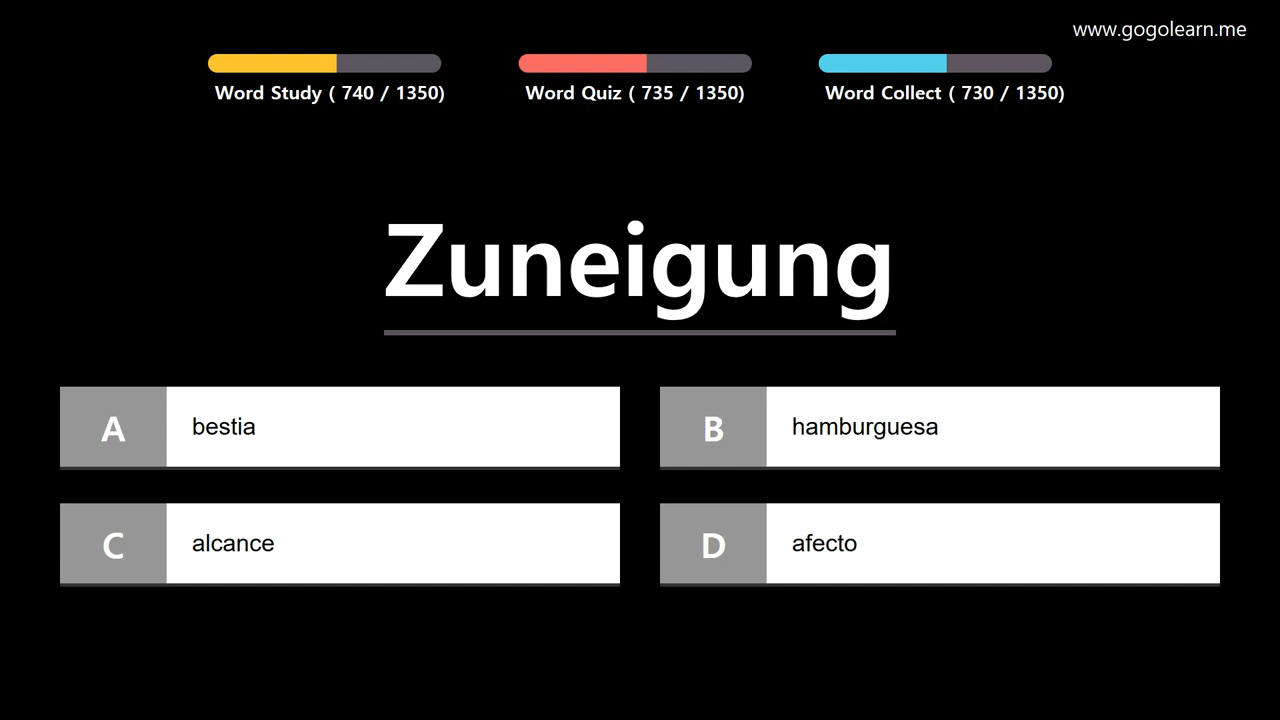 www.gogolearn.me
Word Study ( 740 / 1350)
Word Quiz ( 735 / 1350)
Word Collect ( 730 / 1350)
Zuneigung
A bestia
B hamburguesa
C alcance
D afecto